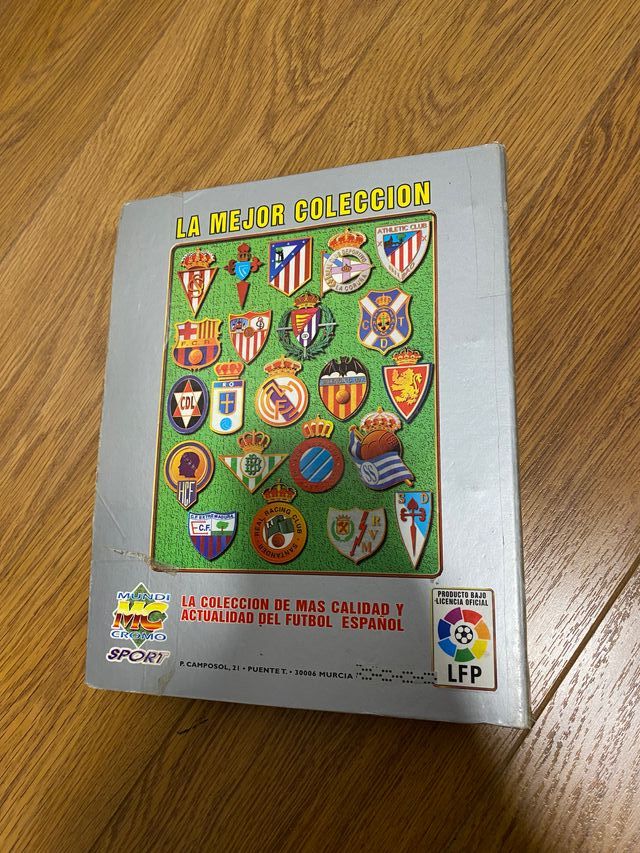 LA MEJOR COLECCION
ATHLETIC CLUB
LA CORUÑA
F C B
C D T
CDL
R O
HCF
S D
C.F. EXTREMADURA
C.F.
REAL RACING CLUB
SANTANDER
R V M
MUNDI
MC
CROMO
SPORT
LA COLECCION DE MAS CALIDAD Y
ACTUALIDAD DEL FUTBOL ESPAÑOL
P. CAMPOSOL, 21 • PUENTE T. • 30006 MURCIA
PRODUCTO BAJO
LICENCIA OFICIAL
LFP